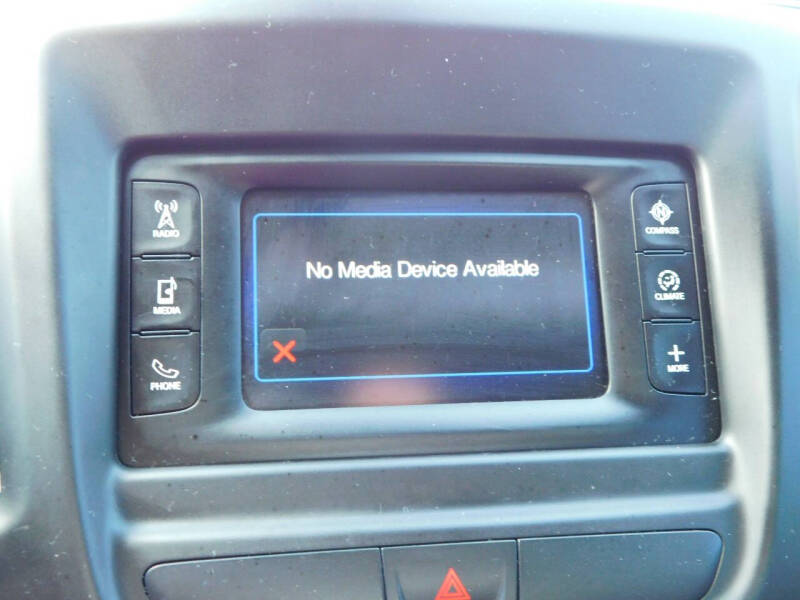 RADIO
MEDIA
PHONE
No Media Device Available
N
COMPASS
CLIMATE
MORE